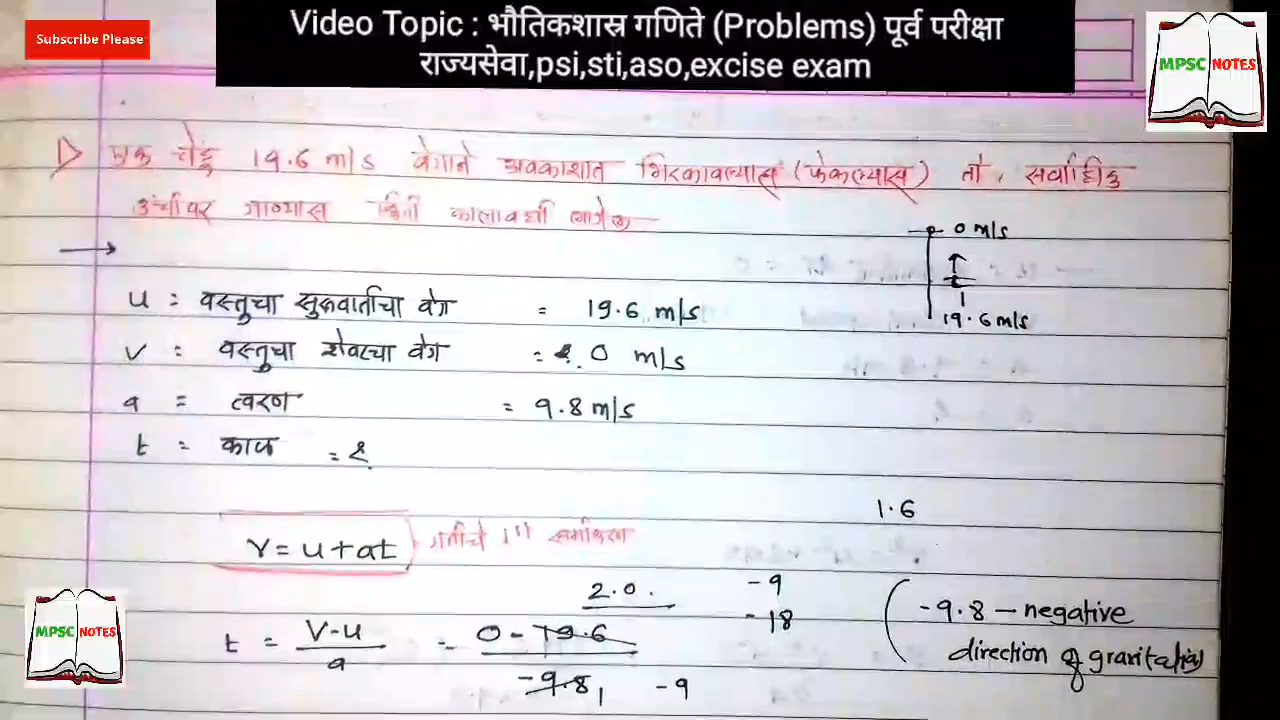 Subscribe Please
Video Topic : भौतिकशास्र गणिते (Problems) पूर्व परीक्षा
राज्यसेवा,psi,sti,aso,excise exam
MPSC NOTES
1) एक चेंडू 19.6 m/s वेगाने अवकाशात भिरकावल्यास (फेकल्यास) तो, सर्वाधिक
उंचीवर जाण्यास किती कालावधी लागेल
0 m/s
19.6 m/s
u = वस्तुचा सुरुवातीचा वेग = 19.6 m/s
v = वस्तुचा शेवटचा वेग = 0 m/s
a = त्वरण = 9.8 m/s
t = काळ = ?
1.6
v = u + at गतीचे 1st समीकरण
2.0.
-9
-18
t = v-u / a = 0 - 19.6 / -9.8 1 -9
-9.8 - negative
direction of
MPSC NOTES